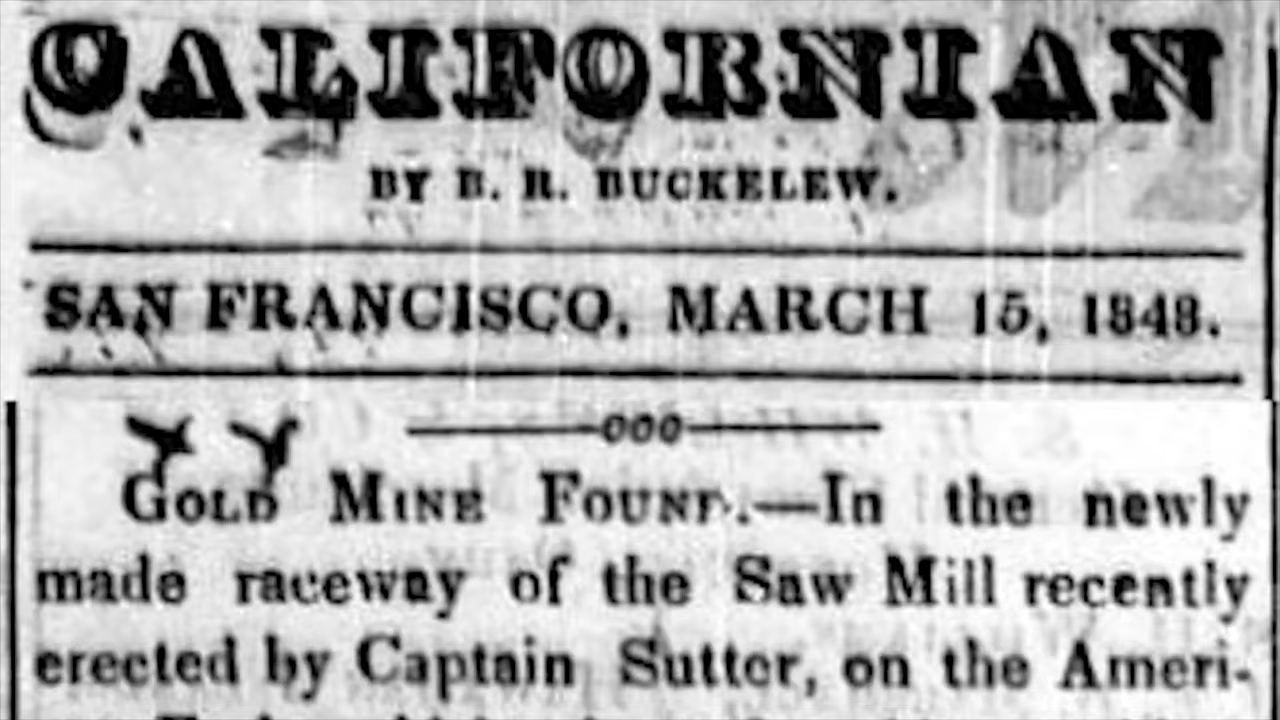 CALIFORNIAN
BY B. R. BUCKELEW.
SAN FRANCISCO, MARCH 15, 1848.
GOLD MINE FOUND.—In the newly
made raceway of the Saw Mill recently
erected by Captain Sutter, on the Ameri-